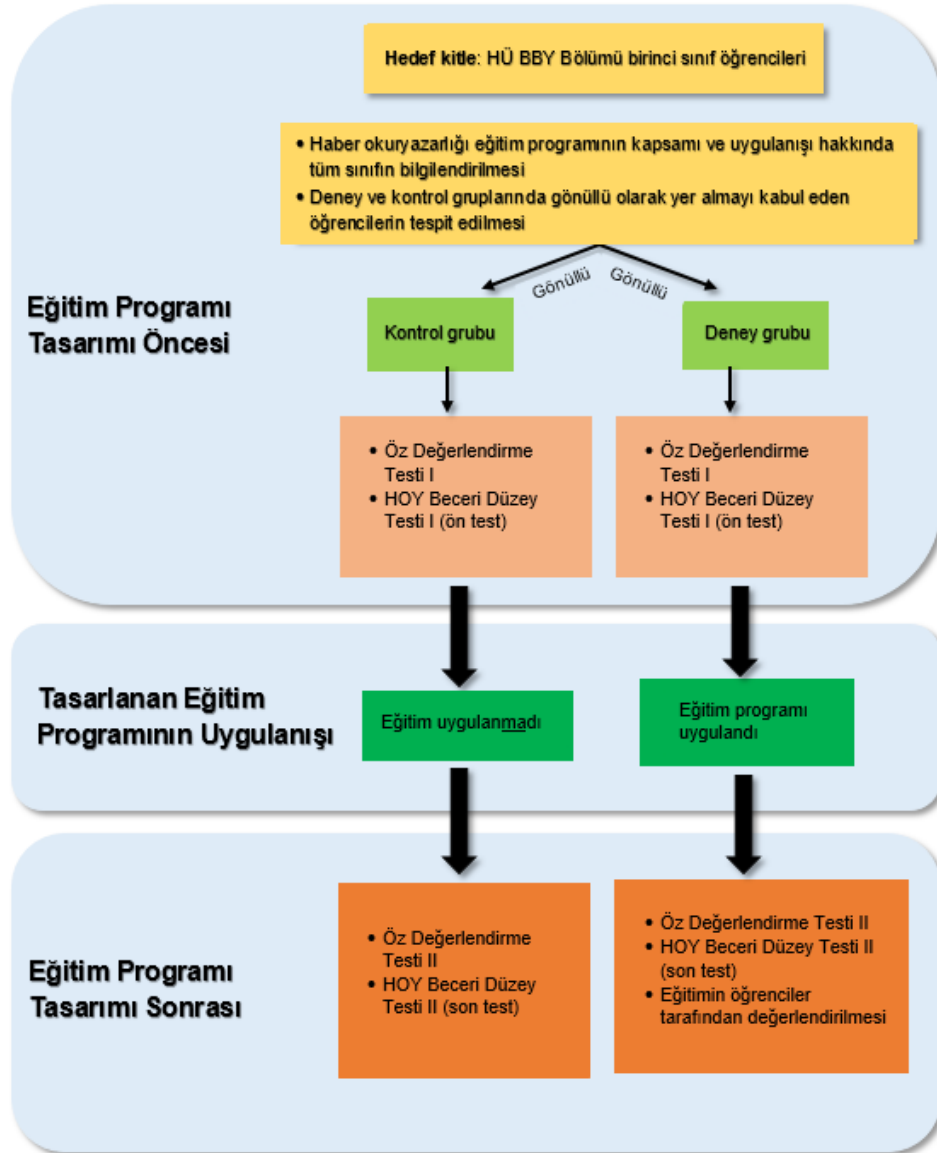 Hedef kitle: HÜ BBY Bölümü birinci sınıf öğrencileri
• Haber okuryazarlığı eğitim programının kapsamı ve uygulanışı hakkında
tüm sınıfın bilgilendirilmesi
• Deney ve kontrol gruplarında gönüllü olarak yer almayı kabul eden
öğrencilerin tespit edilmesi
Gönüllü
Gönüllü
Eğitim Programı
Tasarımı Öncesi
Kontrol grubu
Deney grubu
• Öz Değerlendirme
Testi I
• HOY Beceri Düzey
Testi I (ön test)
• Öz Değerlendirme
Testi I
• HOY Beceri Düzey
Testi I (ön test)
Tasarlanan Eğitim
Programının Uygulanışı
Eğitim uygulanmadı
Eğitim programı
uygulandı
Eğitim Programı
Tasarımı Sonrası
• Öz Değerlendirme
Testi II
• HOY Beceri Düzey
Testi II (son test)
• Öz Değerlendirme Testi II
• HOY Beceri Düzey Testi II
(son test)
• Eğitimin öğrenciler
tarafından değerlendirilmesi